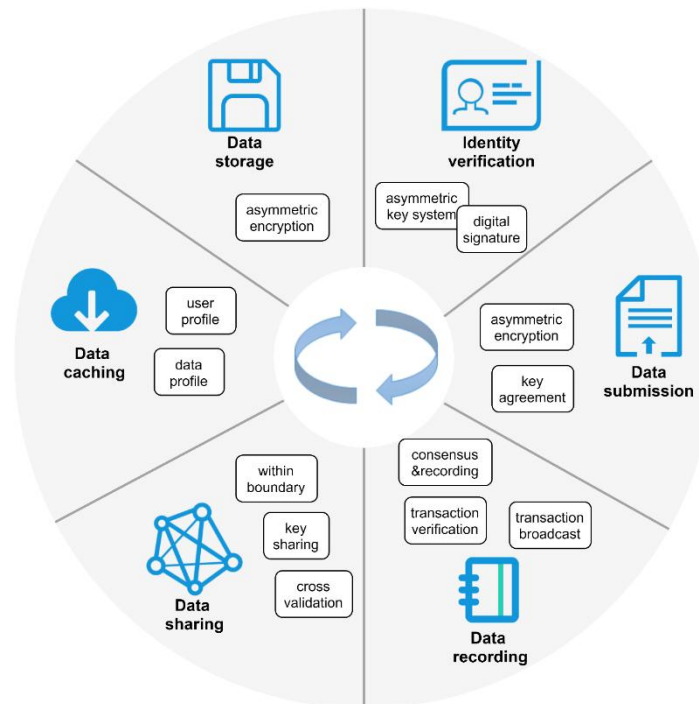 Data
storage
asymmetric
encryption
Identity
verification
asymmetric
key system
digital
signature
Data
submission
asymmetric
encryption
key
agreement
Data
recording
consensus
&recording
transaction
verification
transaction
broadcast
Data
sharing
within
boundary
key
sharing
cross
validation
Data
caching
user
profile
data
profile